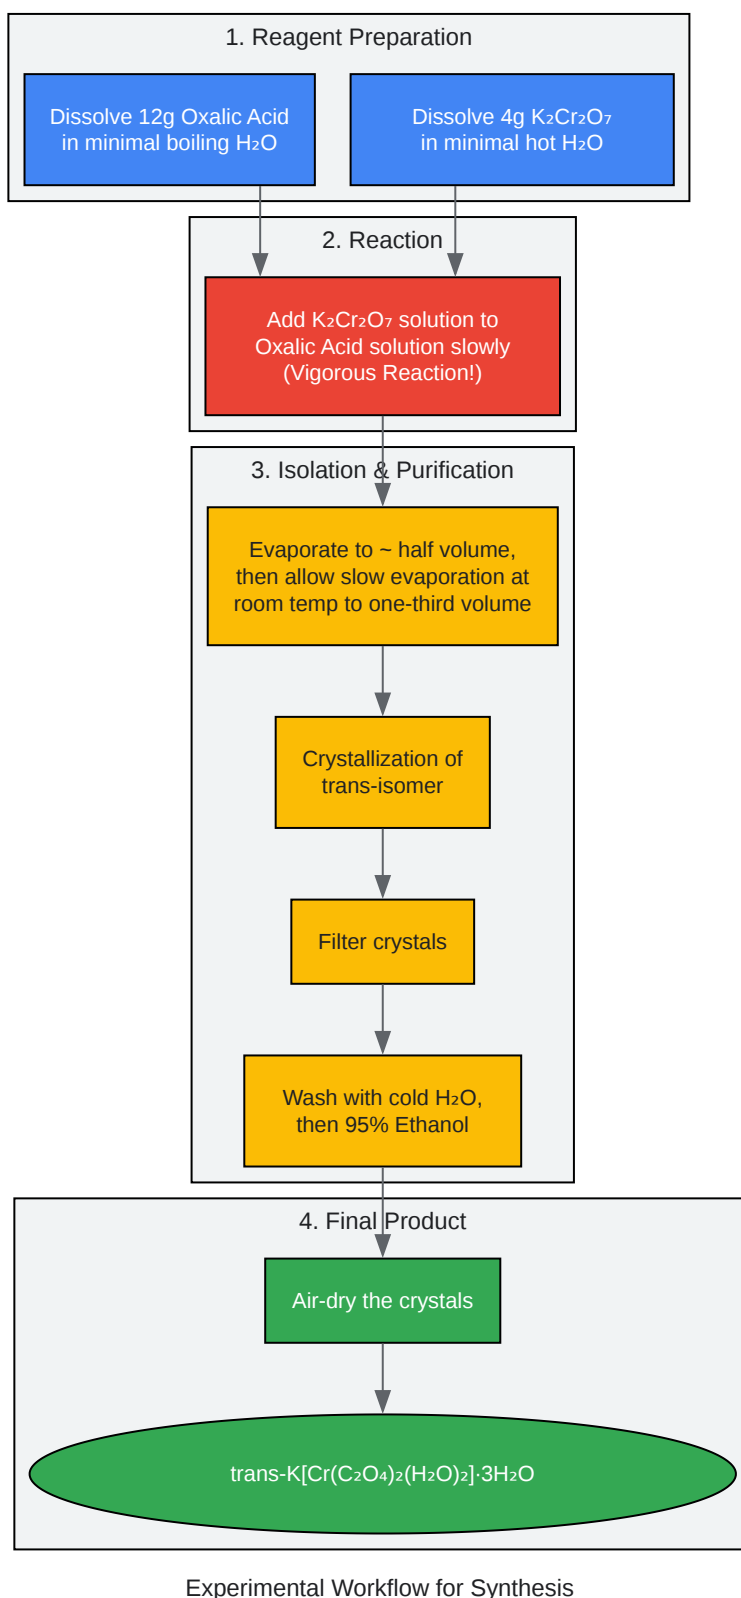 1. Reagent Preparation
Dissolve 12g Oxalic Acid
in minimal boiling H₂O
Dissolve 4g K₂Cr₂O₇
in minimal hot H₂O
2. Reaction
Add K₂Cr₂O₇ solution to
Oxalic Acid solution slowly
(Vigorous Reaction!)
3. Isolation & Purification
Evaporate to ~ half volume,
then allow slow evaporation at
room temp to one-third volume
Crystallization of
trans-isomer
Filter crystals
Wash with cold H₂O,
then 95% Ethanol
4. Final Product
Air-dry the crystals
trans-K[Cr(C₂O₄)₂(H₂O)₂]·3H₂O
Experimental Workflow for Synthesis